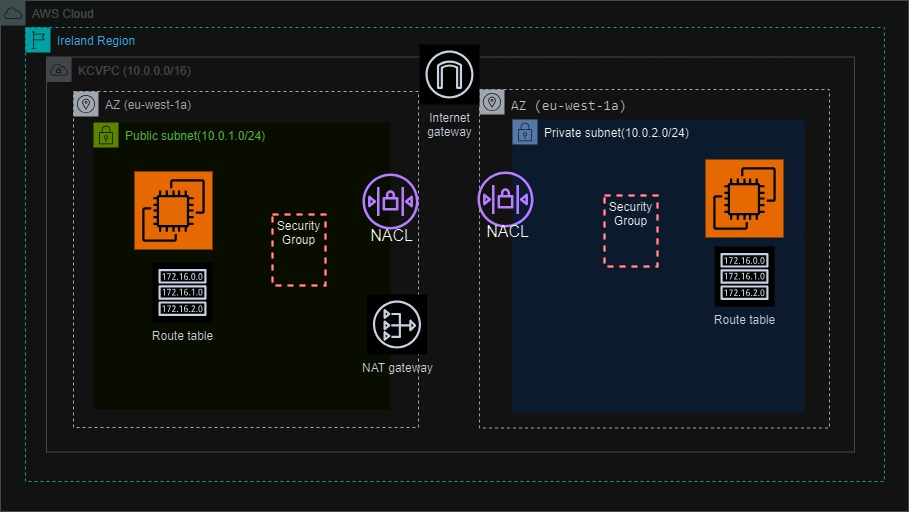 AWS Cloud
Ireland Region
KCVPC (10.0.0.0/16)
AZ (eu-west-1a)
Public subnet(10.0.1.0/24)
Security
Group
NACL
172.16.0.0
172.16.1.0
172.16.2.0
Route table
NAT gateway
Internet
gateway
AZ (eu-west-1a)
Private subnet(10.0.2.0/24)
NACL
Security
Group
172.16.0.0
172.16.1.0
172.16.2.0
Route table